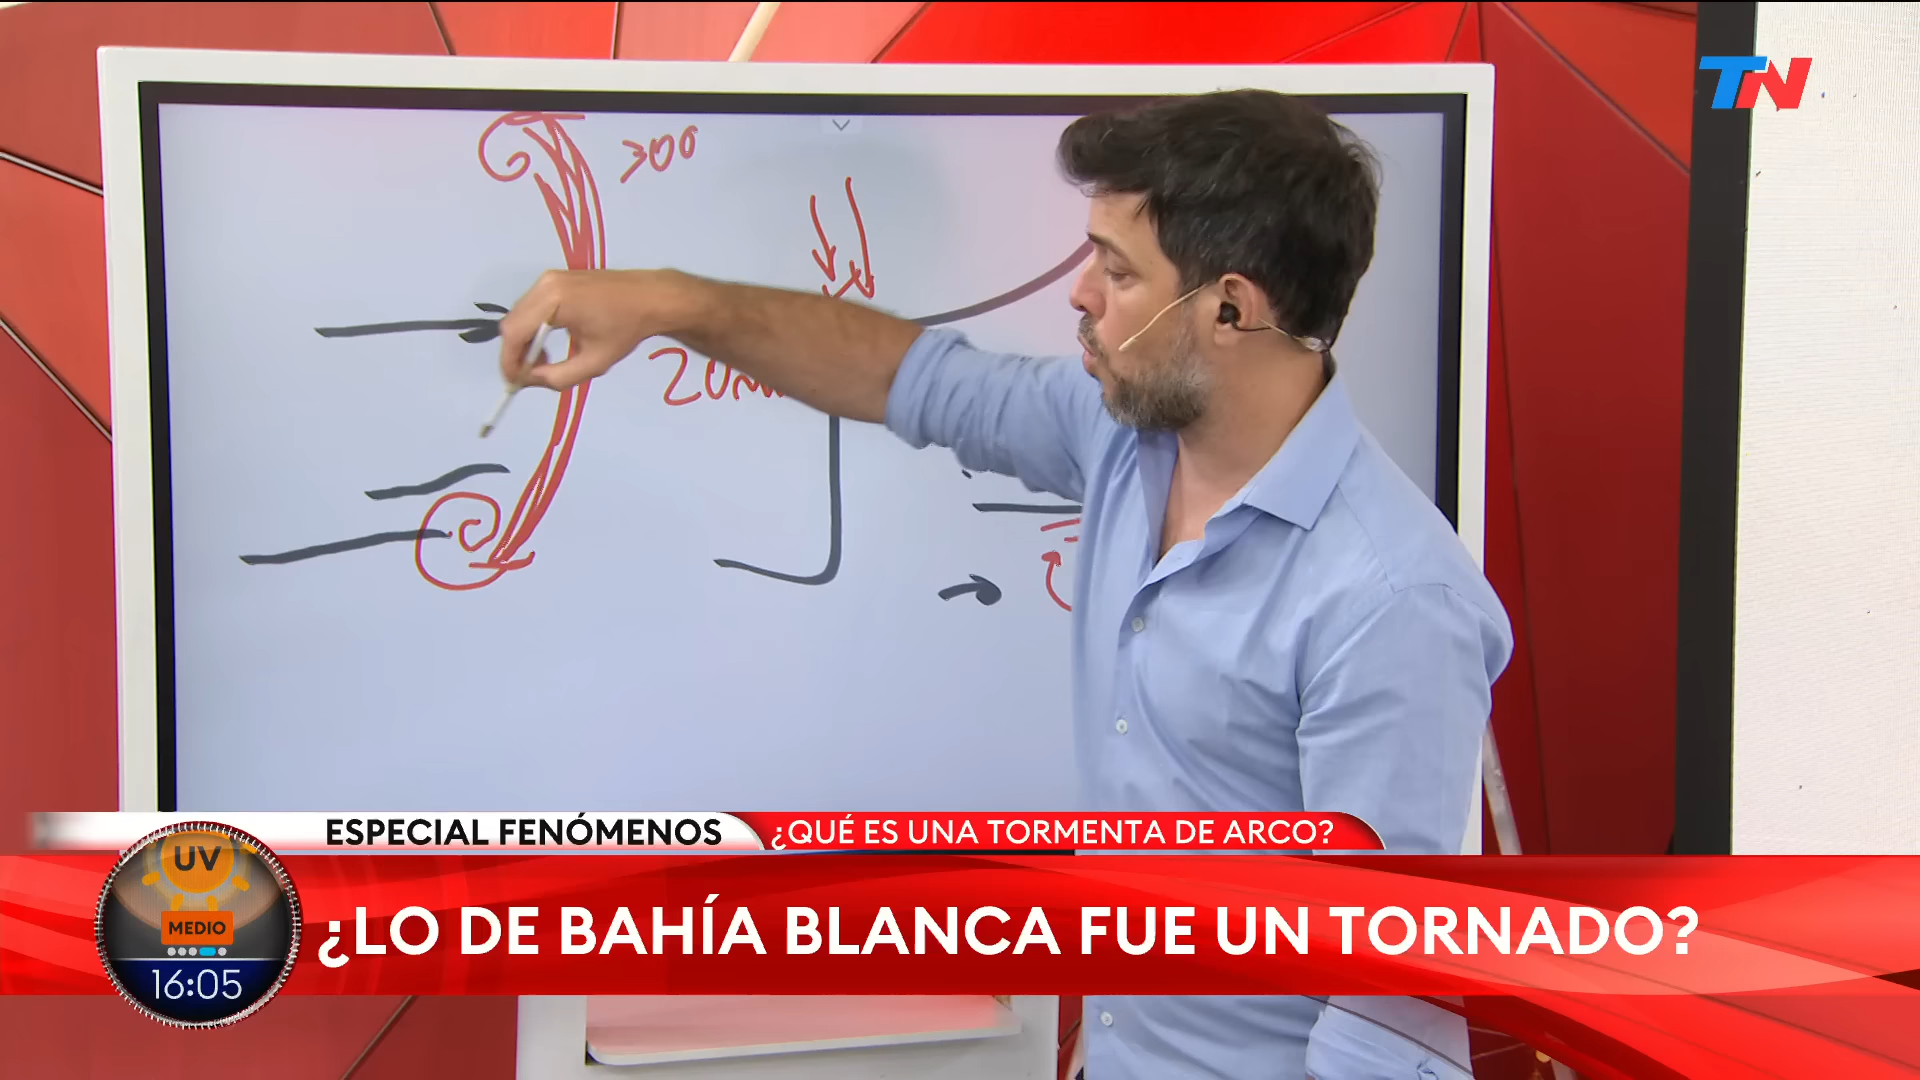 TN
300
ESPECIAL FENÓMENOS
¿QUÉ ES UNA TORMENTA DE ARCO?
UV
MEDIO
16:05
¿LO DE BAHÍA BLANCA FUE UN TORNADO?